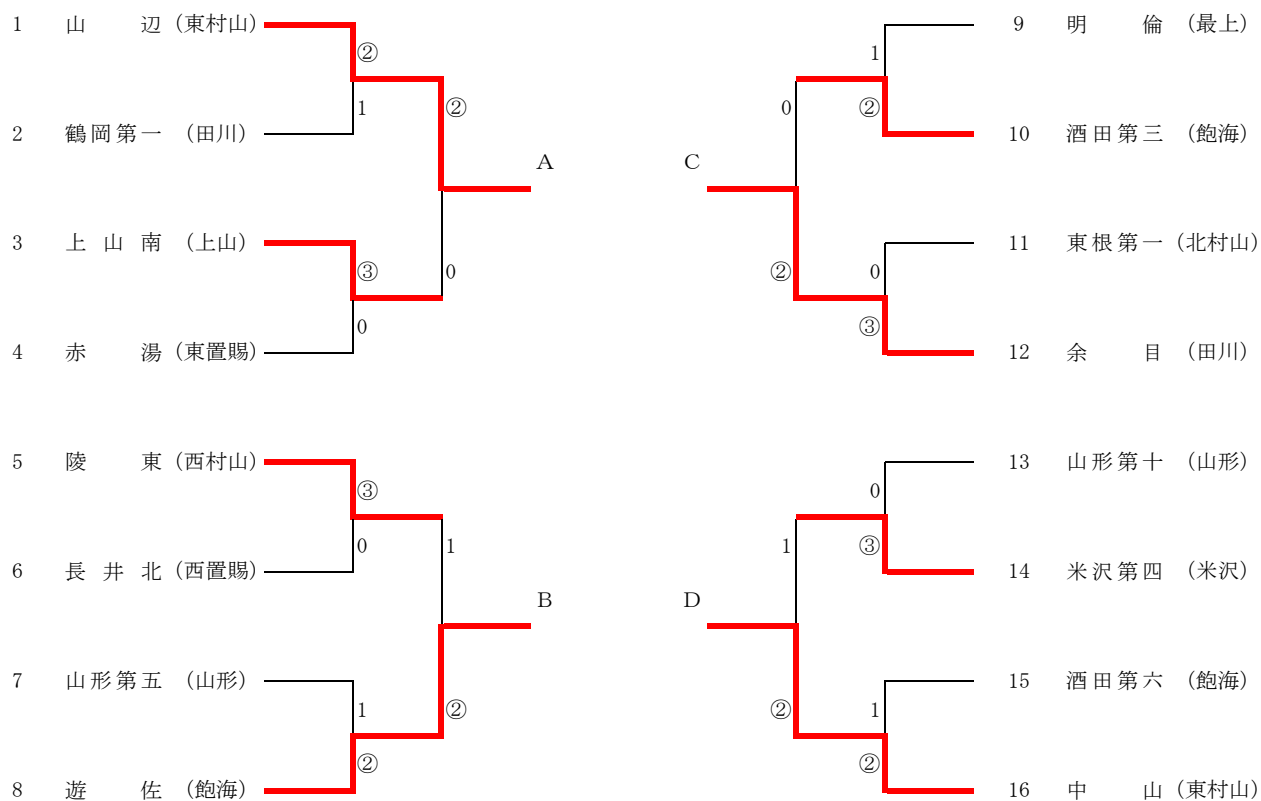 1 山 辺 (東村山)
②
1
2 鶴岡第一 (田川)
②
A
3 上 山 南 (上山)
③
0
0
4 赤 湯 (東置賜)
5 陵 東 (西村山)
③
0
1
6 長 井 北 (西置賜)
B
7 山形第五 (山形)
1
②
②
8 遊 佐 (飽海)
9 明 倫 (最上)
1
0
②
10 酒田第三 (飽海)
C
11 東根第一 (北村山)
②
0
③
12 余 目 (田川)
13 山形第十 (山形)
0
1
③
14 米沢第四 (米沢)
D
15 酒田第六 (飽海)
②
1
②
16 中 山 (東村山)